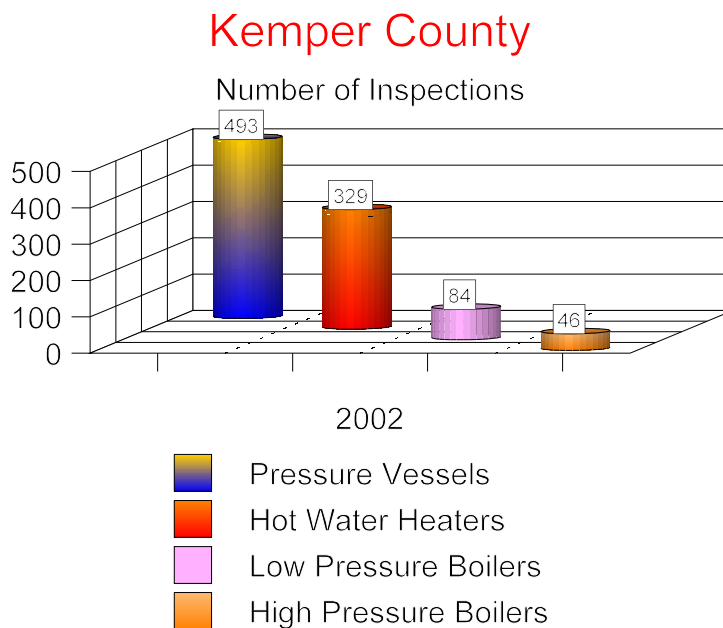 Kemper County
Number of Inspections
493
500
329
400
300
200
84
46
100
0
2002
Pressure Vessels
Hot Water Heaters
Low Pressure Boilers
High Pressure Boilers